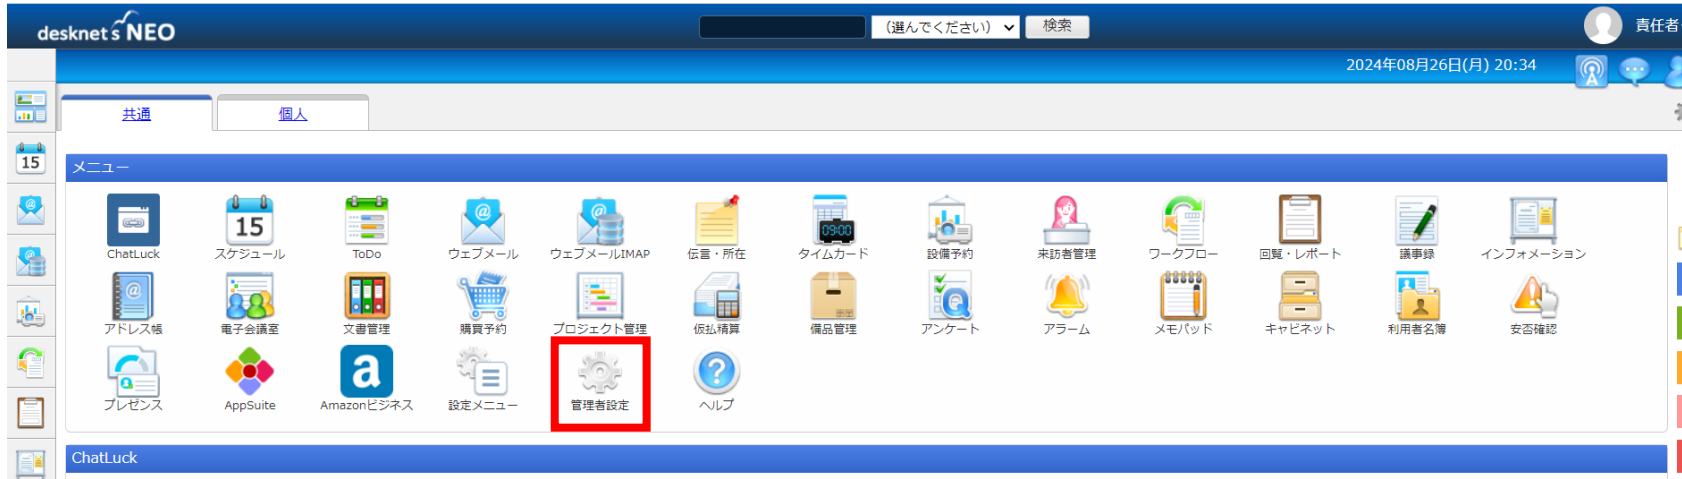 desknet's NEO
(選んでください) 検索 責任者
2024年08月26日(月) 20:34
共通 個人
15
メニュー
15 @ @ 09:00
ChatLuck スケジュール ToDo ウェブメール ウェブメールIMAP 伝言・所在 タイムカード 設備予約 来訪者管理 ワークフロー 回覧・レポート 議事録 インフォメーション
アドレス帳 電子会議室 文書管理 購買予約 プロジェクト管理 仮払精算 備品管理 アンケート アラーム メモパッド キャビネット 利用者名簿 安否確認
プレゼンス AppSuite Amazonビジネス 設定メニュー 管理者設定 ヘルプ
ChatLuck